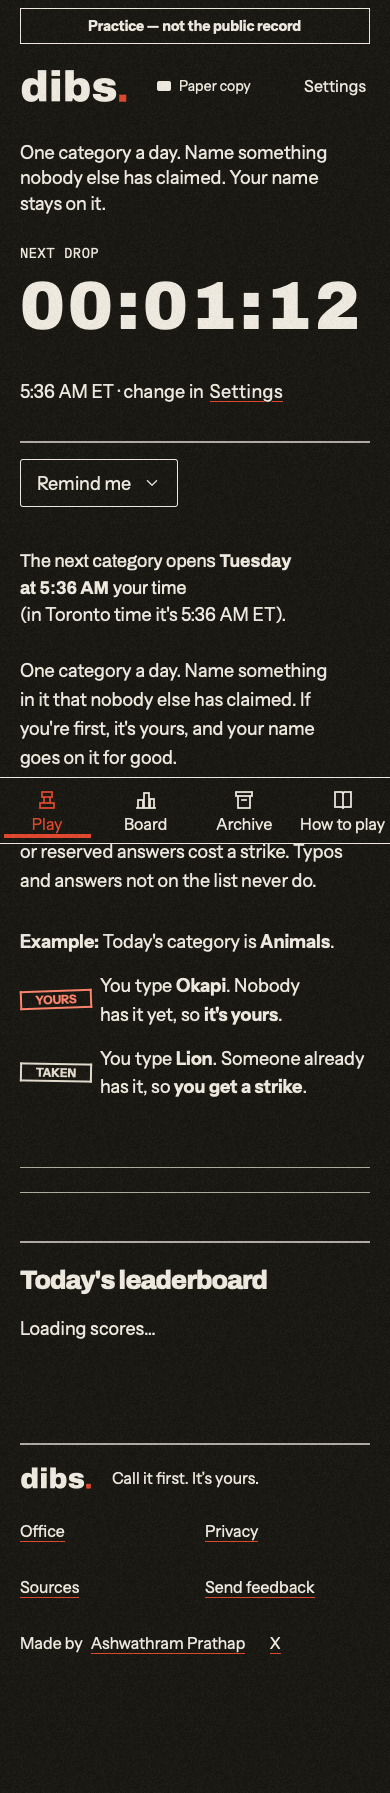 Practice — not the public record
dibs.
Paper copy
Settings
One category a day. Name something
nobody else has claimed. Your name
stays on it.
NEXT DROP
00:01:12
5:36 AM ET · change in Settings
Remind me
The next category opens Tuesday
at 5:36 AM your time
(in Toronto time it's 5:36 AM ET).
One category a day. Name something
in it that nobody else has claimed. If
you're first, it's yours, and your name
goes on it for good.
Play
Board
Archive
How to play
or reserved answers cost a strike. Typos
and answers not on the list never do.
Example: Today's category is Animals.
YOURS
You type Okapi. Nobody
has it yet, so it's yours.
TAKEN
You type Lion. Someone already
has it, so you get a strike.
Today's leaderboard
Loading scores...
dibs.
Call it first. It's yours.
Office
Privacy
Sources
Send feedback
Made by Ashwathram Prathap
X